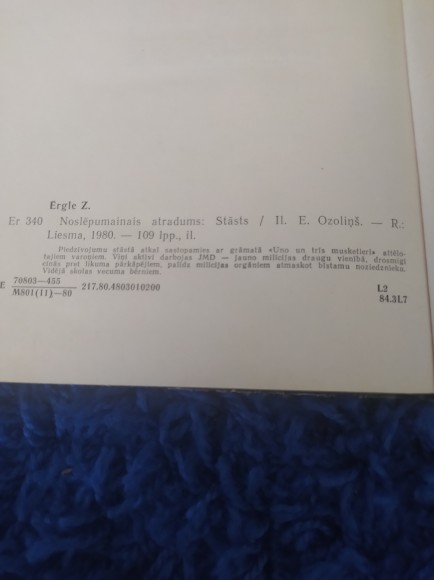 Ērgle Z.
Er 340 Noslēpumainais atradums: Stāsts / Il. E. Ozoliņš. — R.:
Liesma, 1980. — 109 lpp., il.
Piedzīvojumu stāstā atkal sastopamies ar grāmatā «Uno un trīs musketieri» attēlo-
tajiem varoņiem. Viņi aktīvi darbojas JMD — jauno milicijas draugu vienībā, drosmīgi
cīnās pret likuma pārkāpējiem, palīdz milicijas orgāniem atmaskot bīstamu noziedznieku.
Vidējā skolas vecuma bērniem.
E 70803—455
M801(11)—80 217.80.4803010200
Ł2
84.3L7